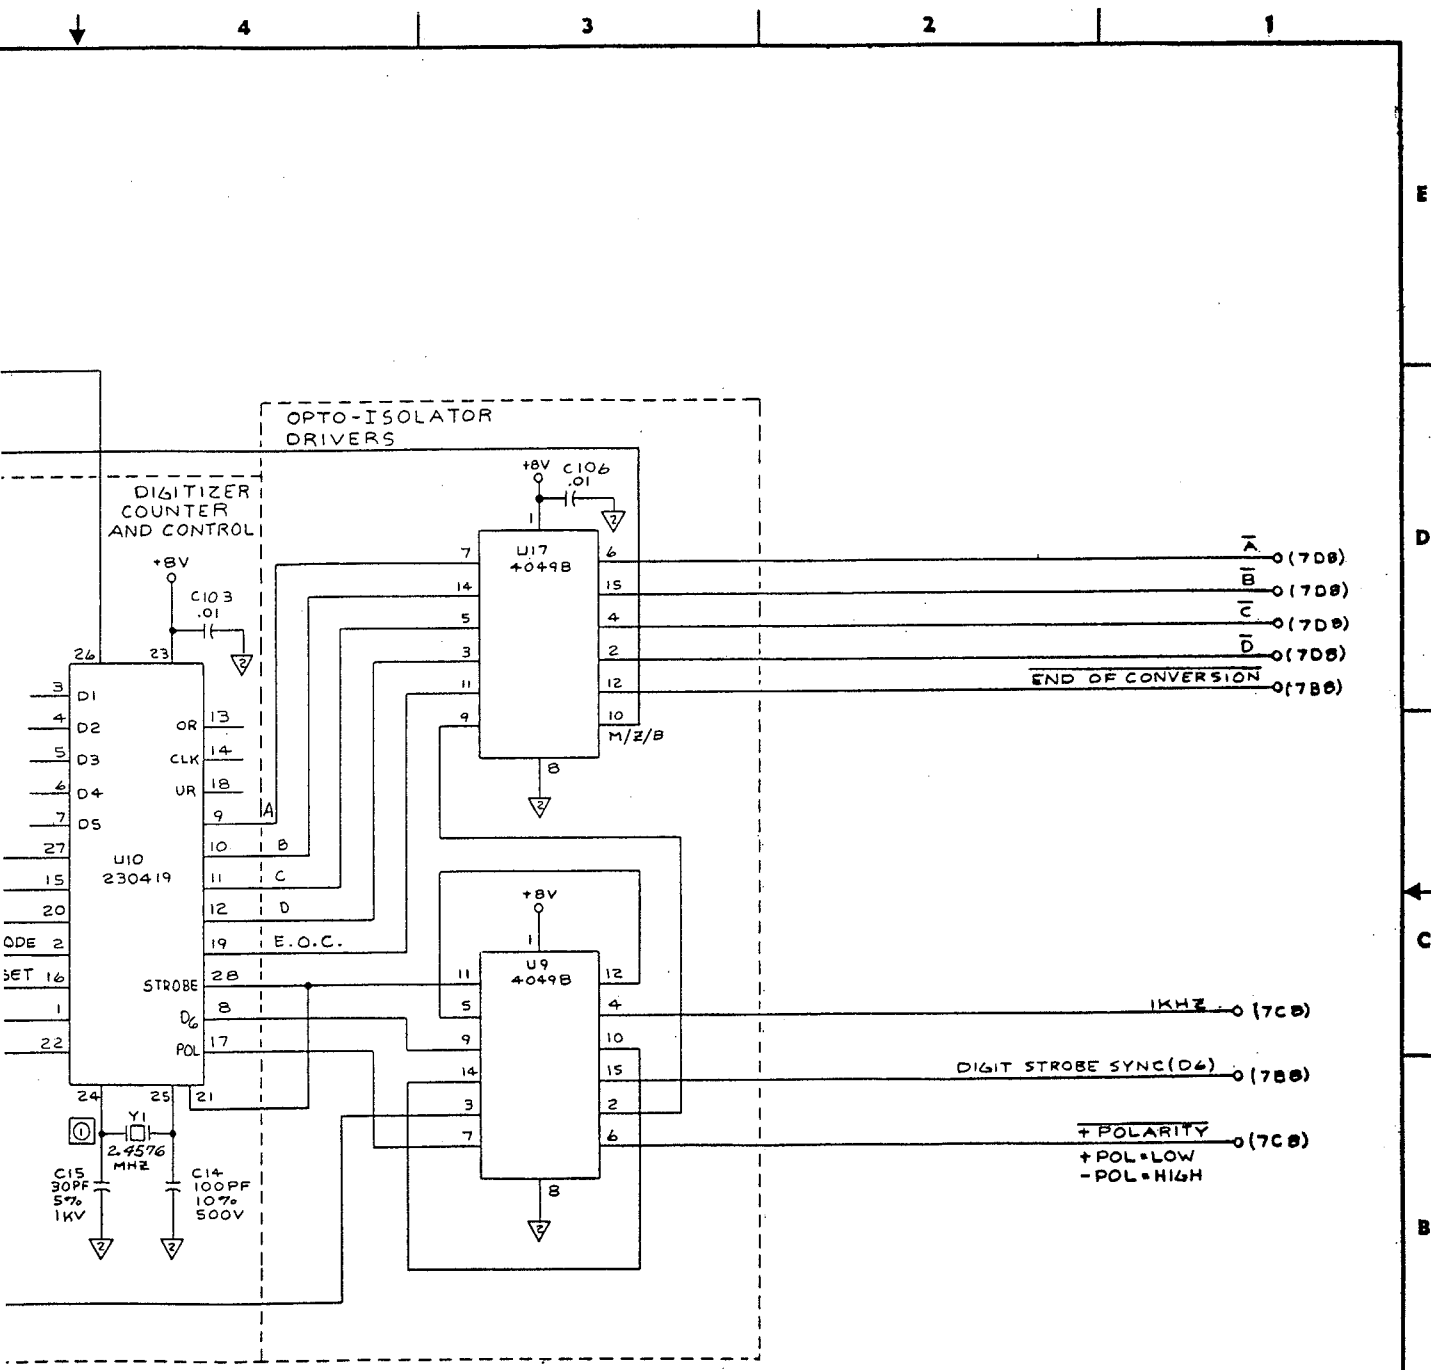 4 3 2 1
E
OPTO-ISOLATOR
DRIVERS
+8V C106
.01
2
1
DIGITIZER
COUNTER
AND CONTROL
+8V
C103
.01
2
D
U17
4049B
7 6
14 15
5 4
3 2
11 12
9 10
M/Z/B
8
2
A (7D8)
B (7D8)
C (7D8)
D (7D8)
END OF CONVERSION (7B8)
26 23
3 D1
4 D2 OR 13
5 D3 CLK 14
6 D4 UR 18
7 D5 9 A
27 10 B
U10
230419
15 11 C
20 12 D
ODE 2 19 E.O.C.
SET 16 STROBE 28
1 D6 8
22 POL 17
24 25 21
1
Y1
2.4576
MHZ
C15
30PF
5%
1KV
C14
100PF
10%
500V
2 2
+8V
1
U9
4049B
11 12
5 4
9 10
14 15
3 2
7 6
8
2
C
1KHZ (7C8)
DIGIT STROBE SYNC(D6) (7B8)
+ POLARITY (7C8)
+ POL=LOW
- POL=HIGH
B